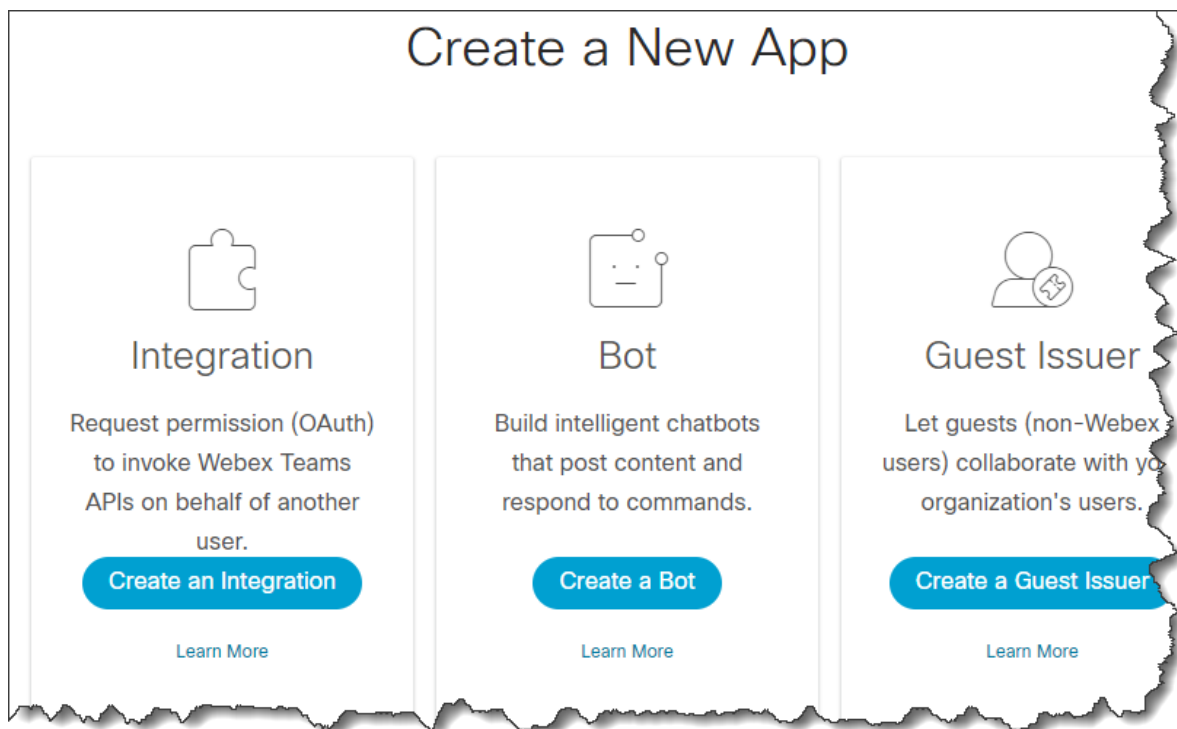 Create a New App
Integration
Request permission (OAuth)
to invoke Webex Teams
APIs on behalf of another
user.
Create an Integration
Learn More
Bot
Build intelligent chatbots
that post content and
respond to commands.
Create a Bot
Learn More
Guest Issuer
Let guests (non-Webex
users) collaborate with
organization's users.
Create a Guest Issuer
Learn More